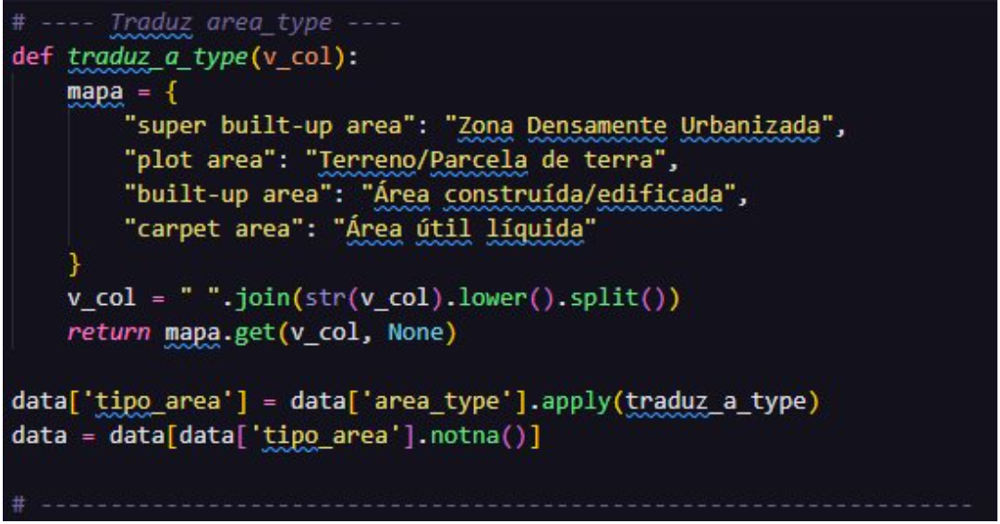 # ---- Traduz area_type ----
def traduz_a_type(v_col):
    mapa = {
        "super built-up area": "Zona Densamente Urbanizada",
        "plot area": "Terreno/Parcela de terra",
        "built-up area": "Área construída/edificada",
        "carpet area": "Área útil líquida"
    }
    v_col = " ".join(str(v_col).lower().split())
    return mapa.get(v_col, None)
data['tipo_area'] = data['area_type'].apply(traduz_a_type)
data = data[data['tipo_area'].notna()]
# --------------------------------------------------------------------